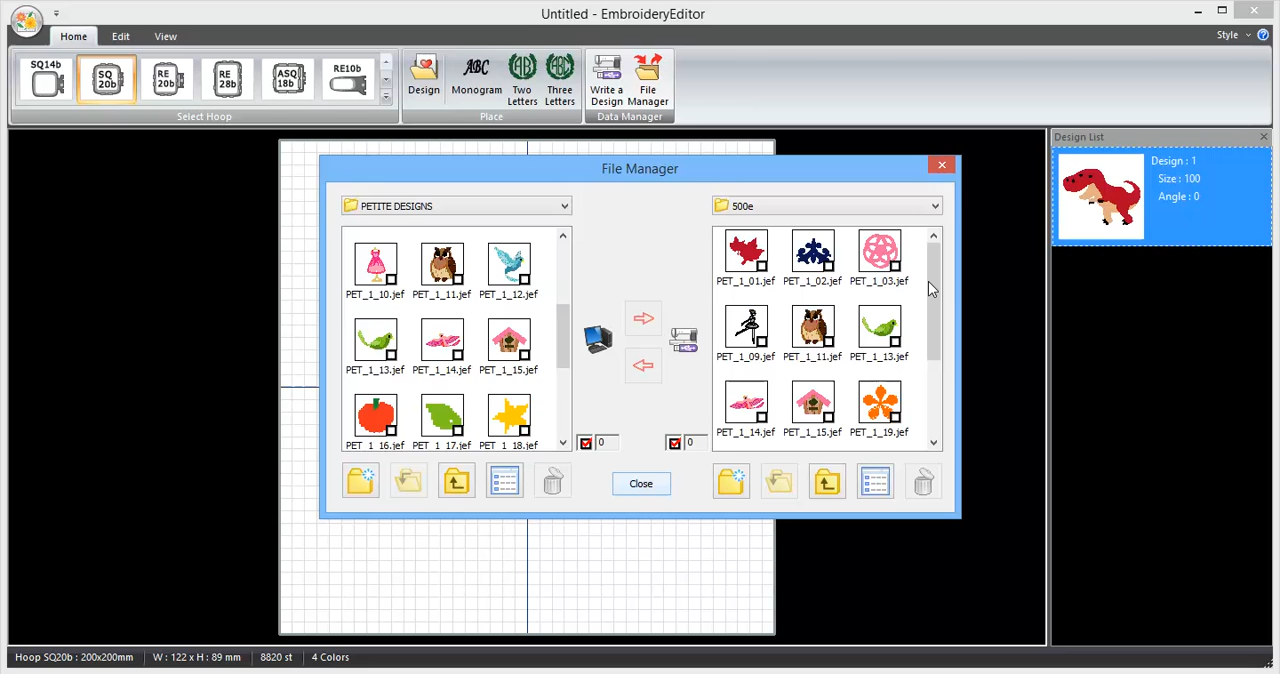 Untitled - EmbroideryEditor
Home Edit View
Style
SQ14b
SQ 20b
RE 20b
RE 28b
ASQ 18b
RE10b
Select Hoop
ABC
AB
AB
Design
Monogram
Two Letters
Three Letters
Place
Write a Design
File Manager
Data Manager
Design List
Design : 1
Size : 100
Angle : 0
File Manager
PETITE DESIGNS
500e
PET_1_10.jef PET_1_11.jef PET_1_12.jef
PET_1_13.jef PET_1_14.jef PET_1_15.jef
PET_1_16.jef PET_1_17.jef PET_1_18.jef
PET_1_01.jef PET_1_02.jef PET_1_03.jef
PET_1_09.jef PET_1_11.jef PET_1_13.jef
PET_1_14.jef PET_1_15.jef PET_1_19.jef
0
0
Close
Hoop SQ20b : 200x200mm W : 122 x H : 89 mm 8820 st 4 Colors